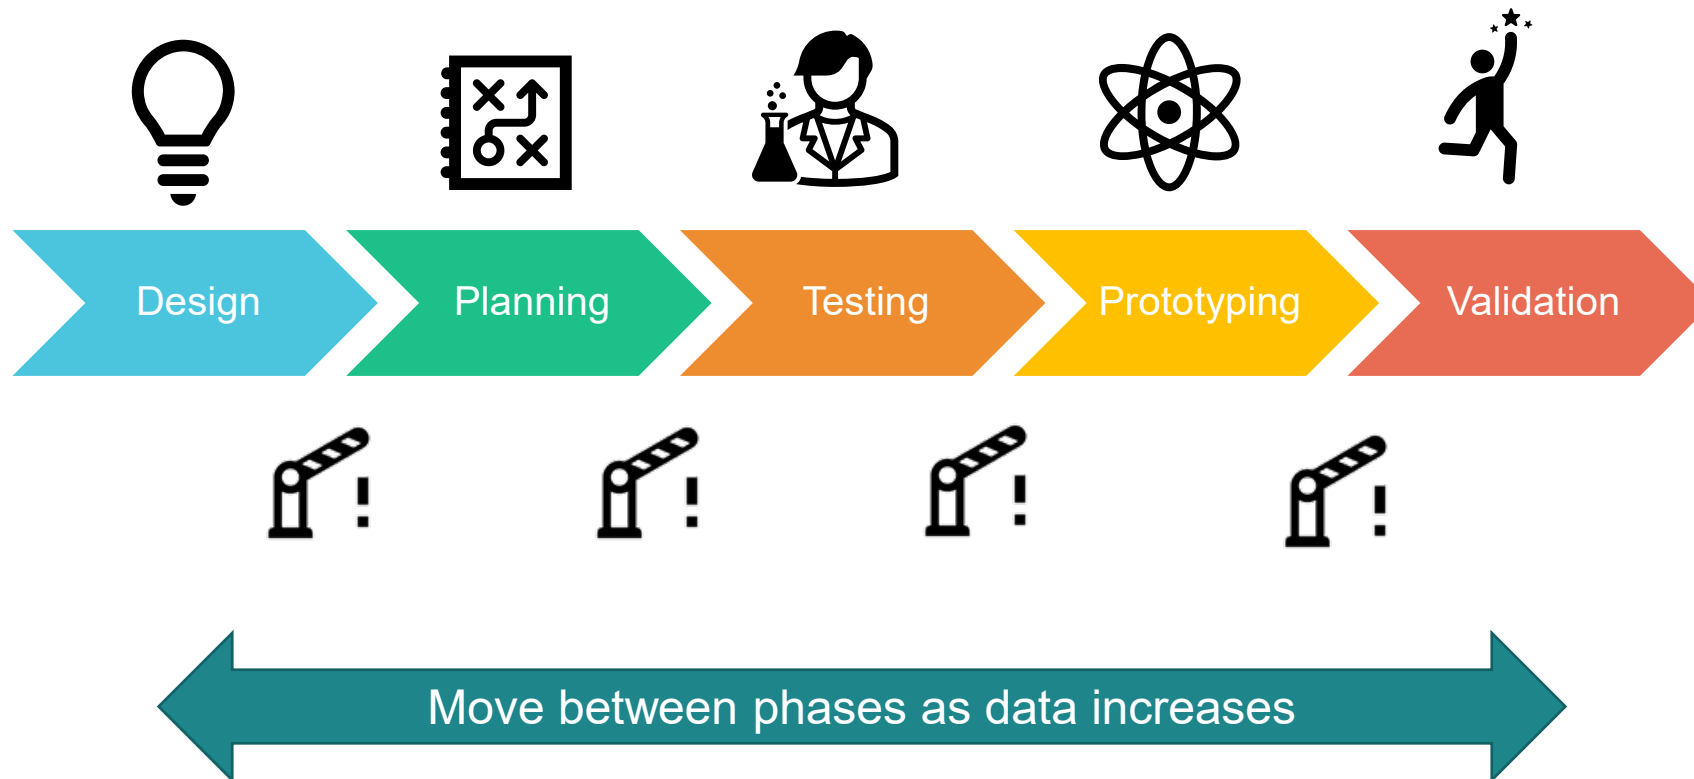 Design
Planning
Testing
Prototyping
Validation
Move between phases as data increases